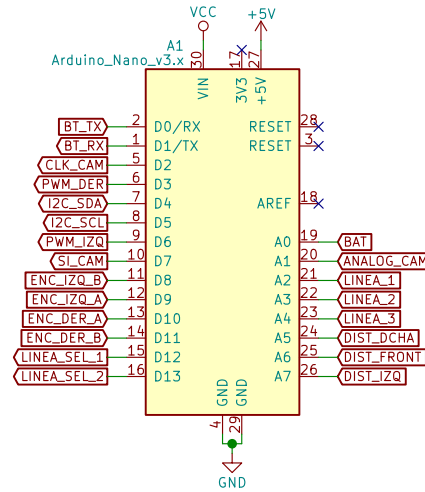 VCC
+5V
A1
Arduino_Nano_v3.x
30
17
27
VIN
3V3
+5V
BT_TX 2 D0/RX RESET 28
BT_RX 1 D1/TX RESET 3
CLK_CAM 5 D2
PWM_DER 6 D3
I2C_SDA 7 D4 AREF 18
I2C_SCL 8 D5
PWM_IZQ 9 D6 A0 19 BAT
SI_CAM 10 D7 A1 20 ANALOG_CAM
ENC_IZQ_B 11 D8 A2 21 LINEA_1
ENC_IZQ_A 12 D9 A3 22 LINEA_2
ENC_DER_A 13 D10 A4 23 LINEA_3
ENC_DER_B 14 D11 A5 24 DIST_DCHA
LINEA_SEL_1 15 D12 A6 25 DIST_FRONT
LINEA_SEL_2 16 D13 A7 26 DIST_IZQ
GND
GND
4
29
GND